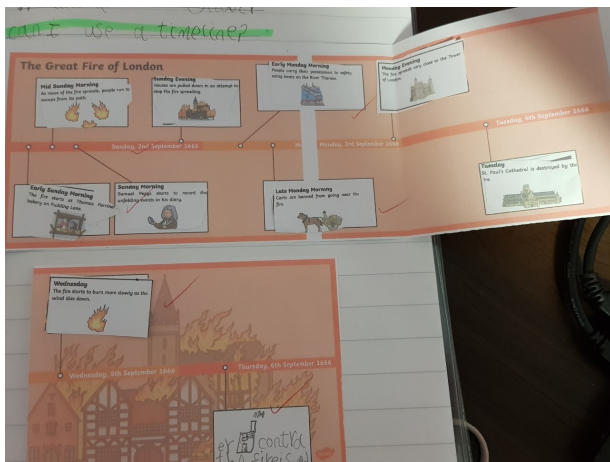 can I use a timeline?
The Great Fire of London
Mid Sunday Morning
As news of the fire spreads, people run to
escape from its path.
Sunday Evening
Houses are pulled down in an attempt to
stop the fire spreading.
Early Monday Morning
People carry their possessions to safety
using boats on the River Thames.
Monday Evening
The fire spreads very close to the Tower
of London.
Sunday, 2nd September 1666
Monday, 3rd September 1666
Tuesday, 4th September 1666
Early Sunday Morning
The fire starts at Thomas
bakery on Pudding Lane.
Sunday Morning
Samuel Pepys starts to record the
unfolding events in his diary.
Late Monday Morning
Carts are banned from going near the
fire.
Tuesday
St. Paul's Cathedral is destroyed by the
fire.
Wednesday
The fire starts to burn more slowly as the
wind dies down.
Wednesday, 5th September 1666
Thursday, 6th September 1666